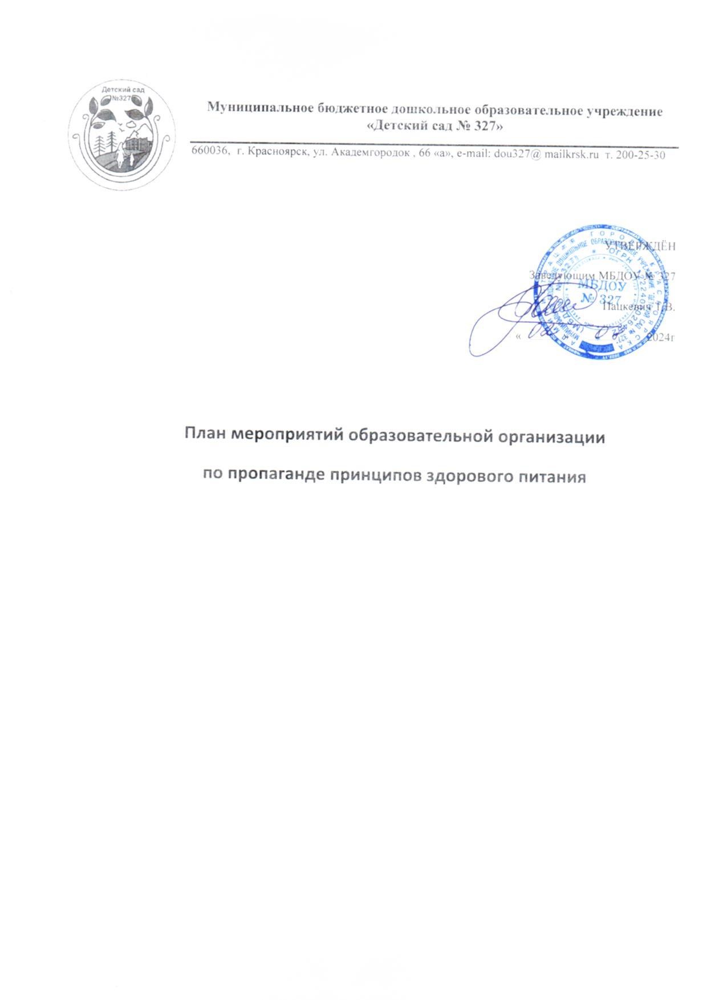 Детский сад
№327
Муниципальное бюджетное дошкольное образовательное учреждение
«Детский сад № 327»
660036, г. Красноярск, ул. Академгородок , 66 «а», e-mail: dou327@ mailkrsk.ru т. 200-25-30
УТВЕРЖДЁН
Заведующим МБДОУ № 327
МБДОУ
№ 327
Пацкевич Т.В.
« 02 02 2024г
План мероприятий образовательной организации
по пропаганде принципов здорового питания